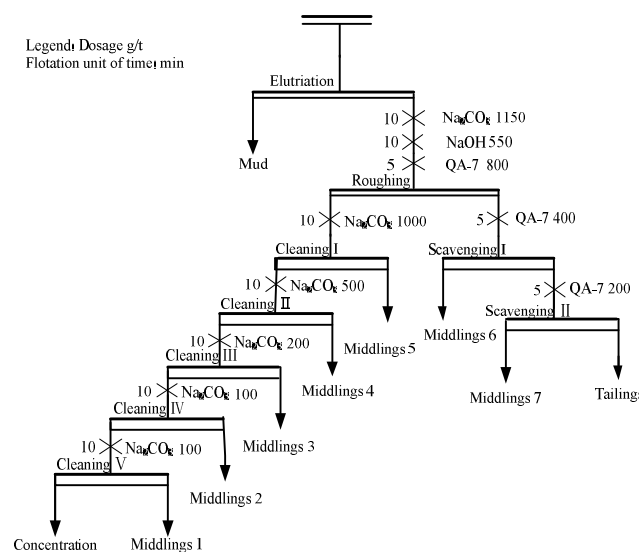 Legend: Dosage g/t
Flotation unit of time: min
Elutriation
10 Na2CO3 1150
10 NaOH 550
Mud
5 QA-7 800
Roughing
10 Na2CO3 1000
5 QA-7 400
Cleaning I
Scavenging I
10 Na2CO3 500
5 QA-7 200
Cleaning II
Scavenging II
10 Na2CO3 200
Middlings 5
Middlings 6
Cleaning III
10 Na2CO3 100
Middlings 4
Middlings 7
Tailings
Cleaning IV
10 Na2CO3 100
Middlings 3
Cleaning V
Middlings 2
Concentration
Middlings 1